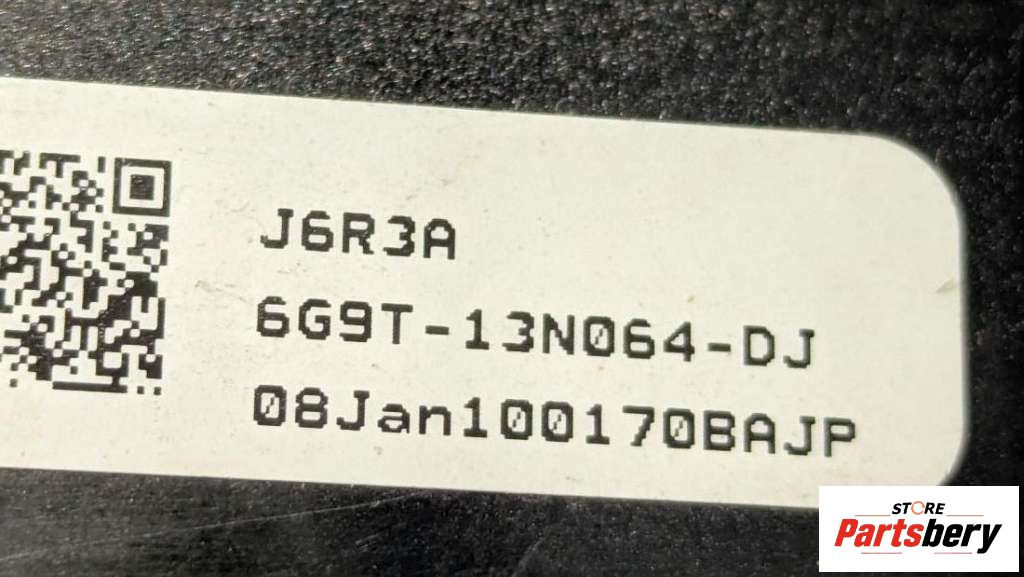 J6R3A
6G9T-13N064-DJ
08Jan100170BAJP
STORE
Partsbery